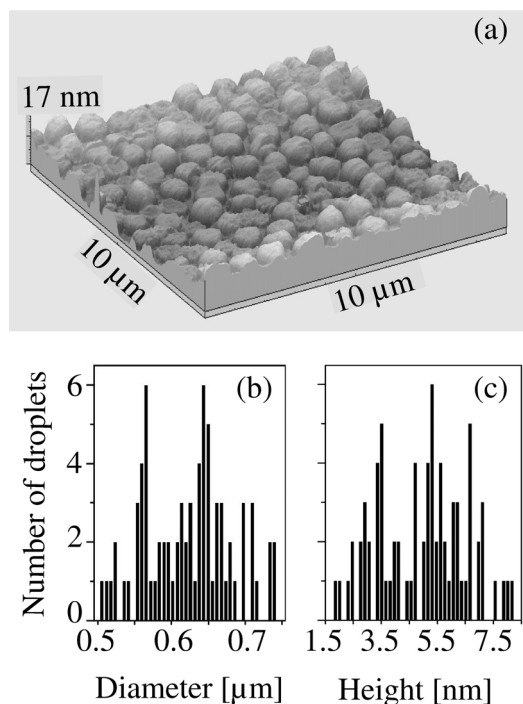 (a)
17 nm
10 µm
10 µm
(b)
(c)
Number of droplets
6
4
2
0
0.5 0.6 0.7
1.5 3.5 5.5 7.5
Diameter [µm]
Height [nm]